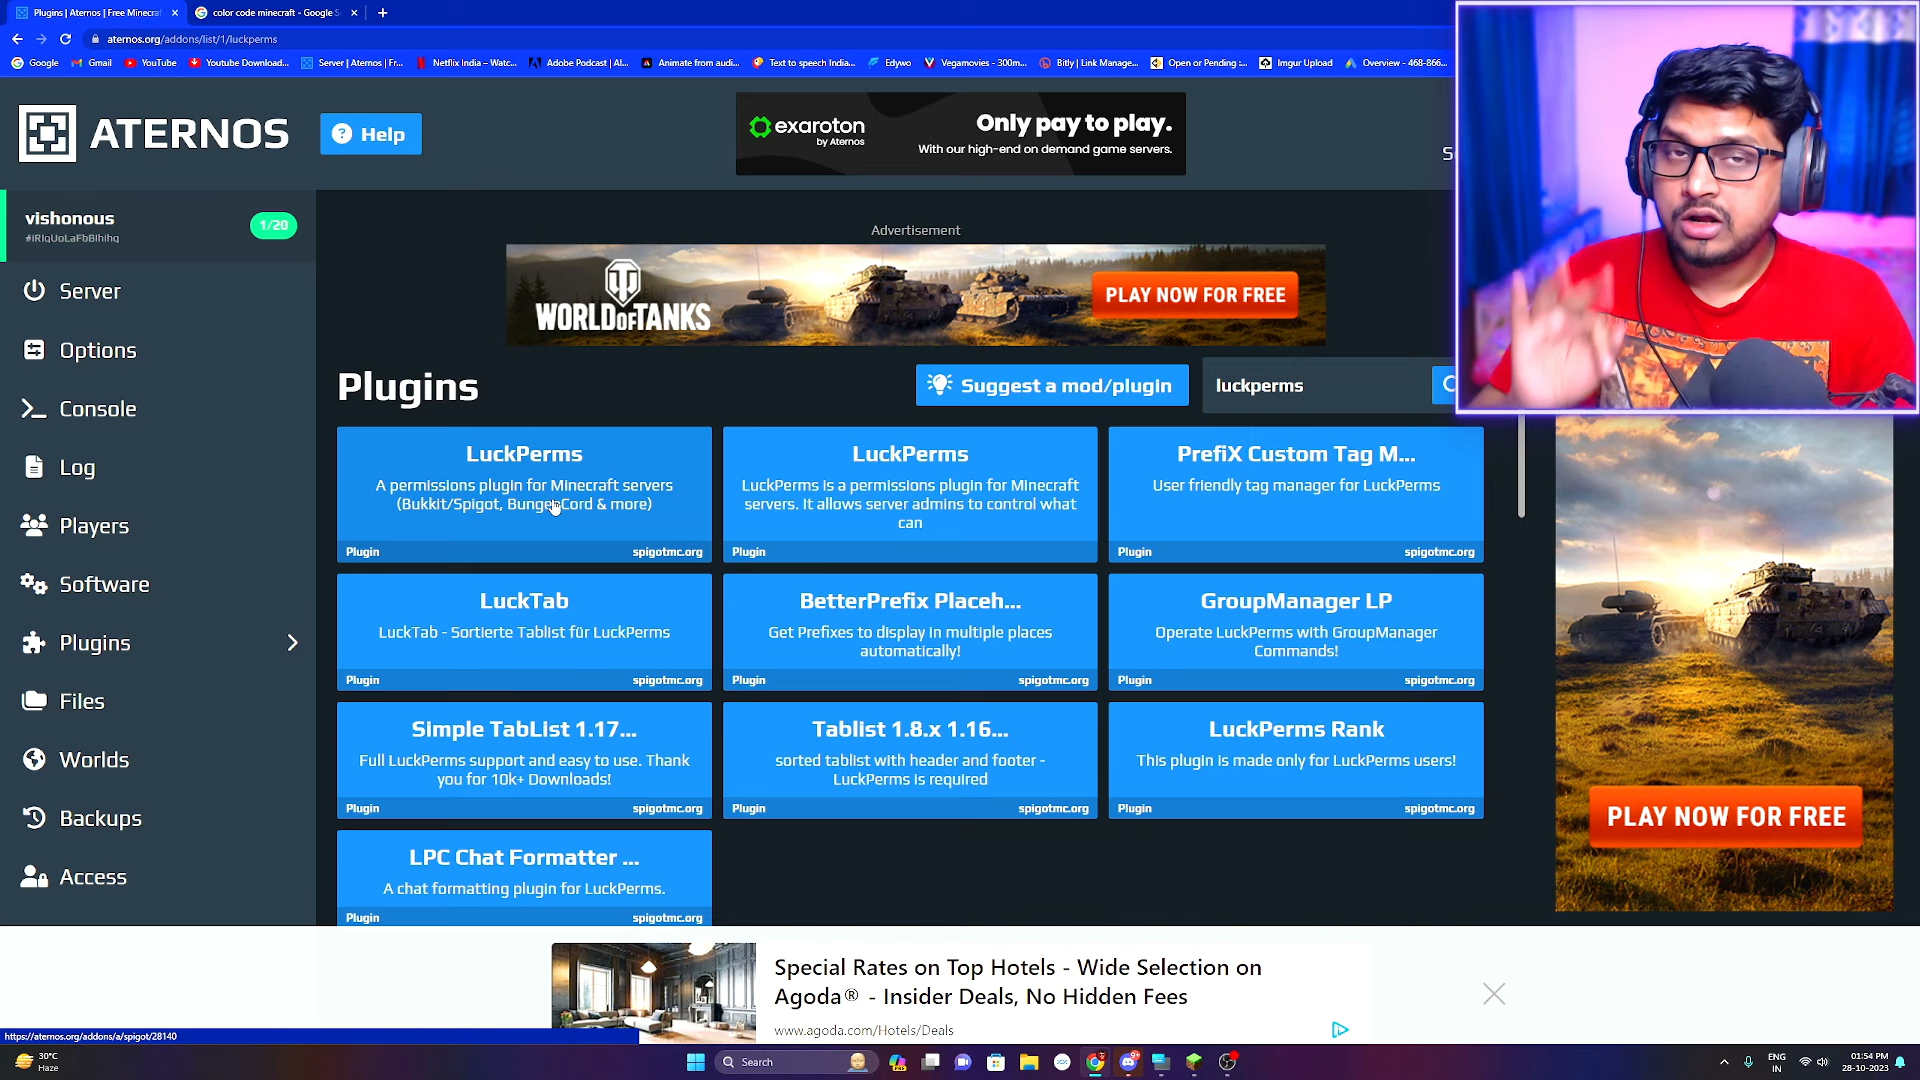 Plugins | Aternos | Free Minecraf
color code minecraft - Google S
aternos.org/addons/list/1/luckperms
Google
Gmail
YouTube
Youtube Download...
Server | Aternos | Fr...
Netflix India – Watc...
Adobe Podcast | AI...
Animate from audi...
Text to speech India...
Edywo
Vegamovies - 300m...
Bitly | Link Manage...
Open or Pending :...
Imgur Upload
Overview - 468-866...
ATERNOS
Help
exaroton
by Aternos
Only pay to play.
With our high-end on demand game servers.
S
vishonous
1/20
Advertisement
WORLD OF TANKS
PLAY NOW FOR FREE
Server
Options
Console
Log
Players
Software
Plugins
Files
Worlds
Backups
Access
Plugins
Suggest a mod/plugin
luckperms
LuckPerms
A permissions plugin for Minecraft servers
(Bukkit/Spigot, BungeeCord & more)
Plugin
spigotmc.org
LuckPerms
LuckPerms is a permissions plugin for Minecraft
servers. It allows server admins to control what
can
Plugin
PrefiX Custom Tag M...
User friendly tag manager for LuckPerms
Plugin
spigotmc.org
LuckTab
LuckTab - Sortierte Tablist für LuckPerms
Plugin
spigotmc.org
BetterPrefix Placeh...
Get Prefixes to display in multiple places
automatically!
Plugin
spigotmc.org
GroupManager LP
Operate LuckPerms with GroupManager
Commands!
Plugin
spigotmc.org
Simple TabList 1.17...
Full LuckPerms support and easy to use. Thank
you for 10k+ Downloads!
Plugin
spigotmc.org
Tablist 1.8.x 1.16...
sorted tablist with header and footer -
LuckPerms is required
Plugin
spigotmc.org
LuckPerms Rank
This plugin is made only for LuckPerms users!
Plugin
spigotmc.org
LPC Chat Formatter ...
A chat formatting plugin for LuckPerms.
Plugin
spigotmc.org
PLAY NOW FOR FREE
Special Rates on Top Hotels - Wide Selection on
Agoda® - Insider Deals, No Hidden Fees
www.agoda.com/Hotels/Deals
https://aternos.org/addons/a/spigot/28140
30°C
Haze
Search
ENG
IN
01:54 PM
28-10-2023